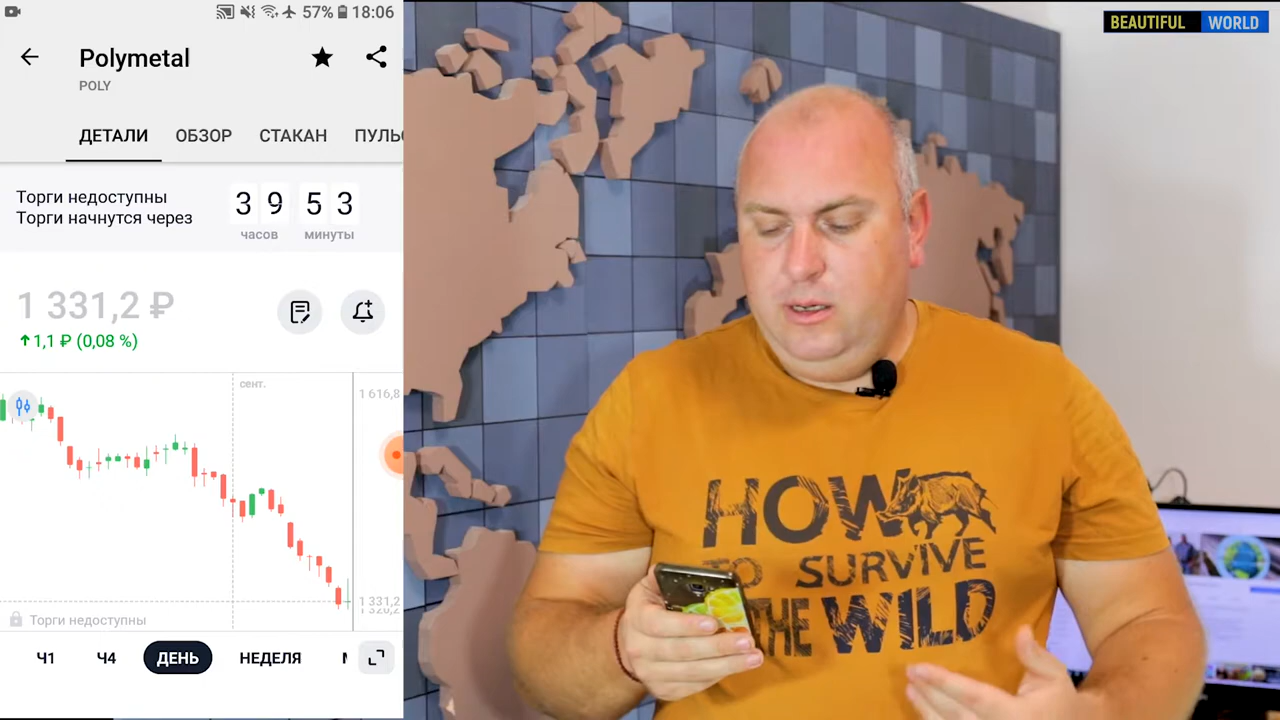 57% 18:06
Polymetal
POLY
ДЕТАЛИ ОБЗОР СТАКАН ПУЛЬС
Торги недоступны
Торги начнутся через
3 9 5 3
часов минуты
1 331,2 ₽
1,1 ₽ (0,08 %)
сент.
1 616,8
1 331,2
Торги недоступны
Ч1 Ч4 ДЕНЬ НЕДЕЛЯ
BEAUTIFUL WORLD
HOW
TO SURVIVE
THE WILD